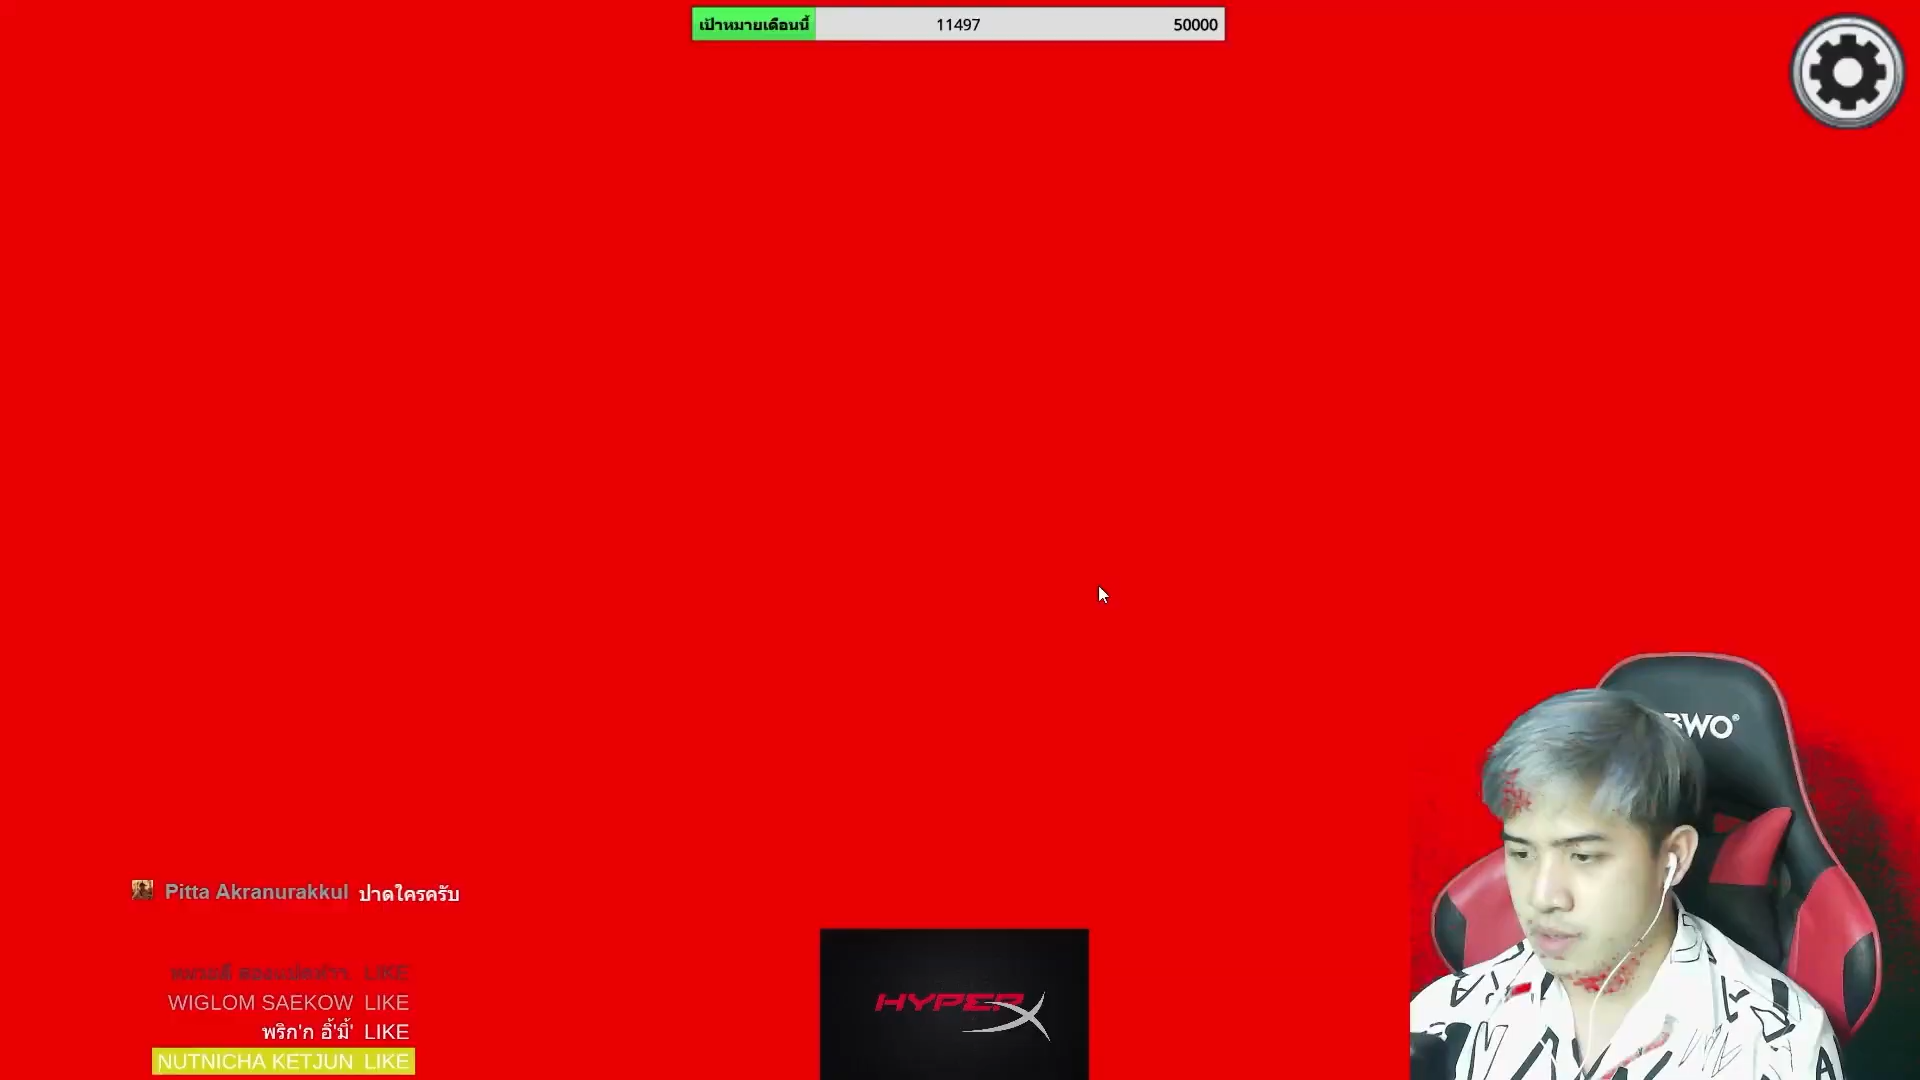 เป้าหมายเดือนนี้ 11497 50000
BWO®
Pitta Akranurakkul ปาดใครครับ
LIKE
WIGLOM SAEKOW LIKE
พริก'ก อิ้'มิ้' LIKE
NUTNICHA KETJUN LIKE
HYPERX